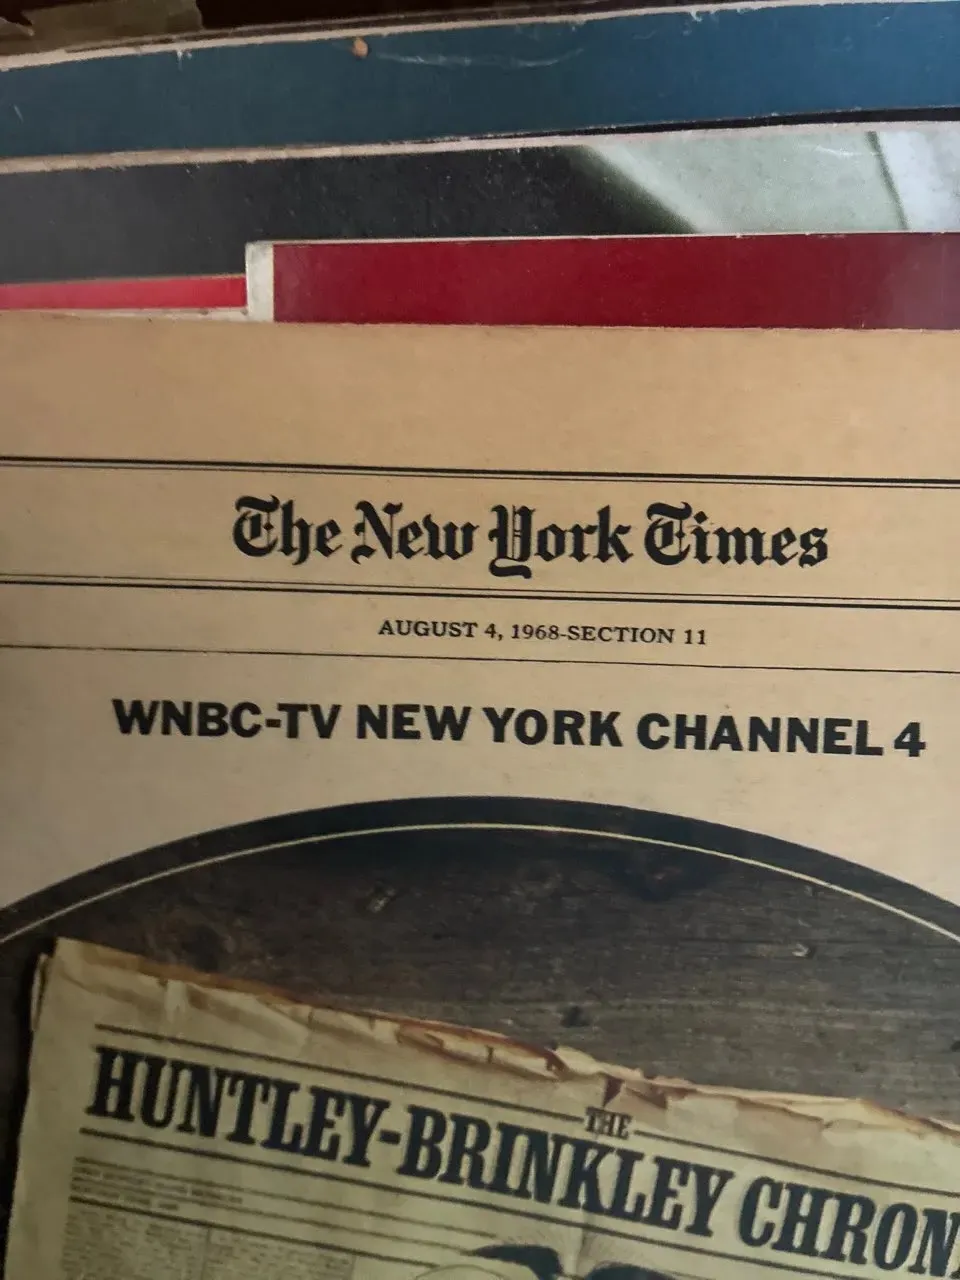 The New York Times
AUGUST 4, 1968-SECTION 11
WNBC-TV NEW YORK CHANNEL 4
THE
HUNTLEY-BRINKLEY CHRON